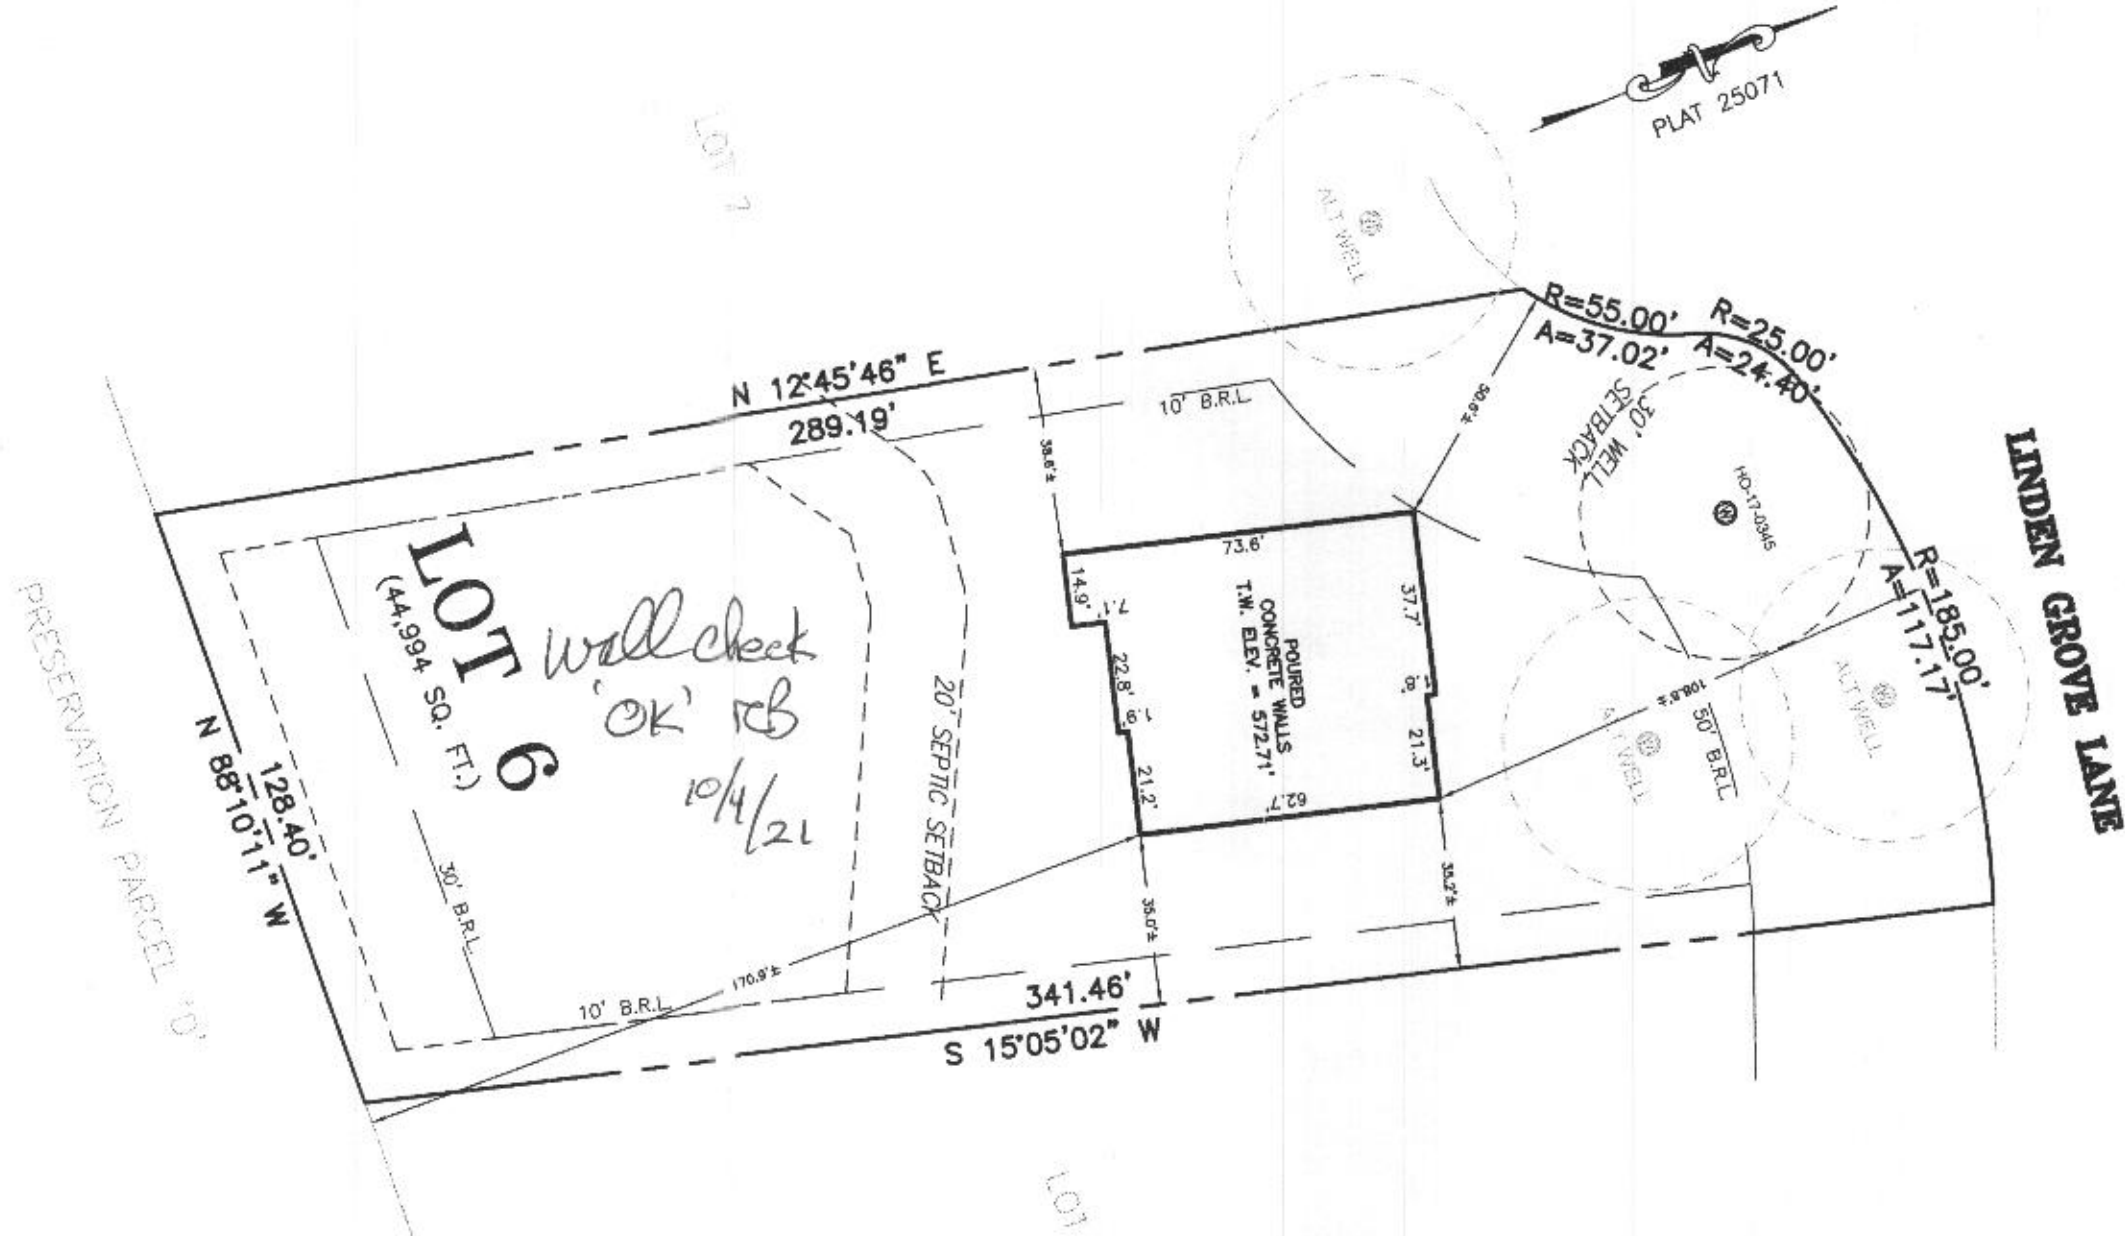 PLAT 25071
LOT 7
ALT WELL
R=55.00'
A=37.02'
R=25.00'
A=24.40'
N 12°45'46" E
289.19'
10' B.R.L.
50.6'±
30' WELL
SETBACK
HO-17-0345
LINDEN GROVE LANE
R=185.00'
A=117.17'
73.6'
14.9'
7.1'
37.7'
POURED
CONCRETE WALLS
T.W. ELEV. = 572.71'
22.8'
1.9'
1.8'
21.3'
21.2'
62.7'
108.8'±
50' B.R.L.
ALT WELL
WELL
LOT 6
(44,994 SQ. FT.)
wall check
'OK' rcB
10/4/21
20' SEPTIC SETBACK
PRESERVATION PARCEL 'D'
128.40'
N 88°10'11" W
30' B.R.L.
35.0'±
35.2'±
170.9'±
10' B.R.L.
341.46'
S 15°05'02" W
LOT